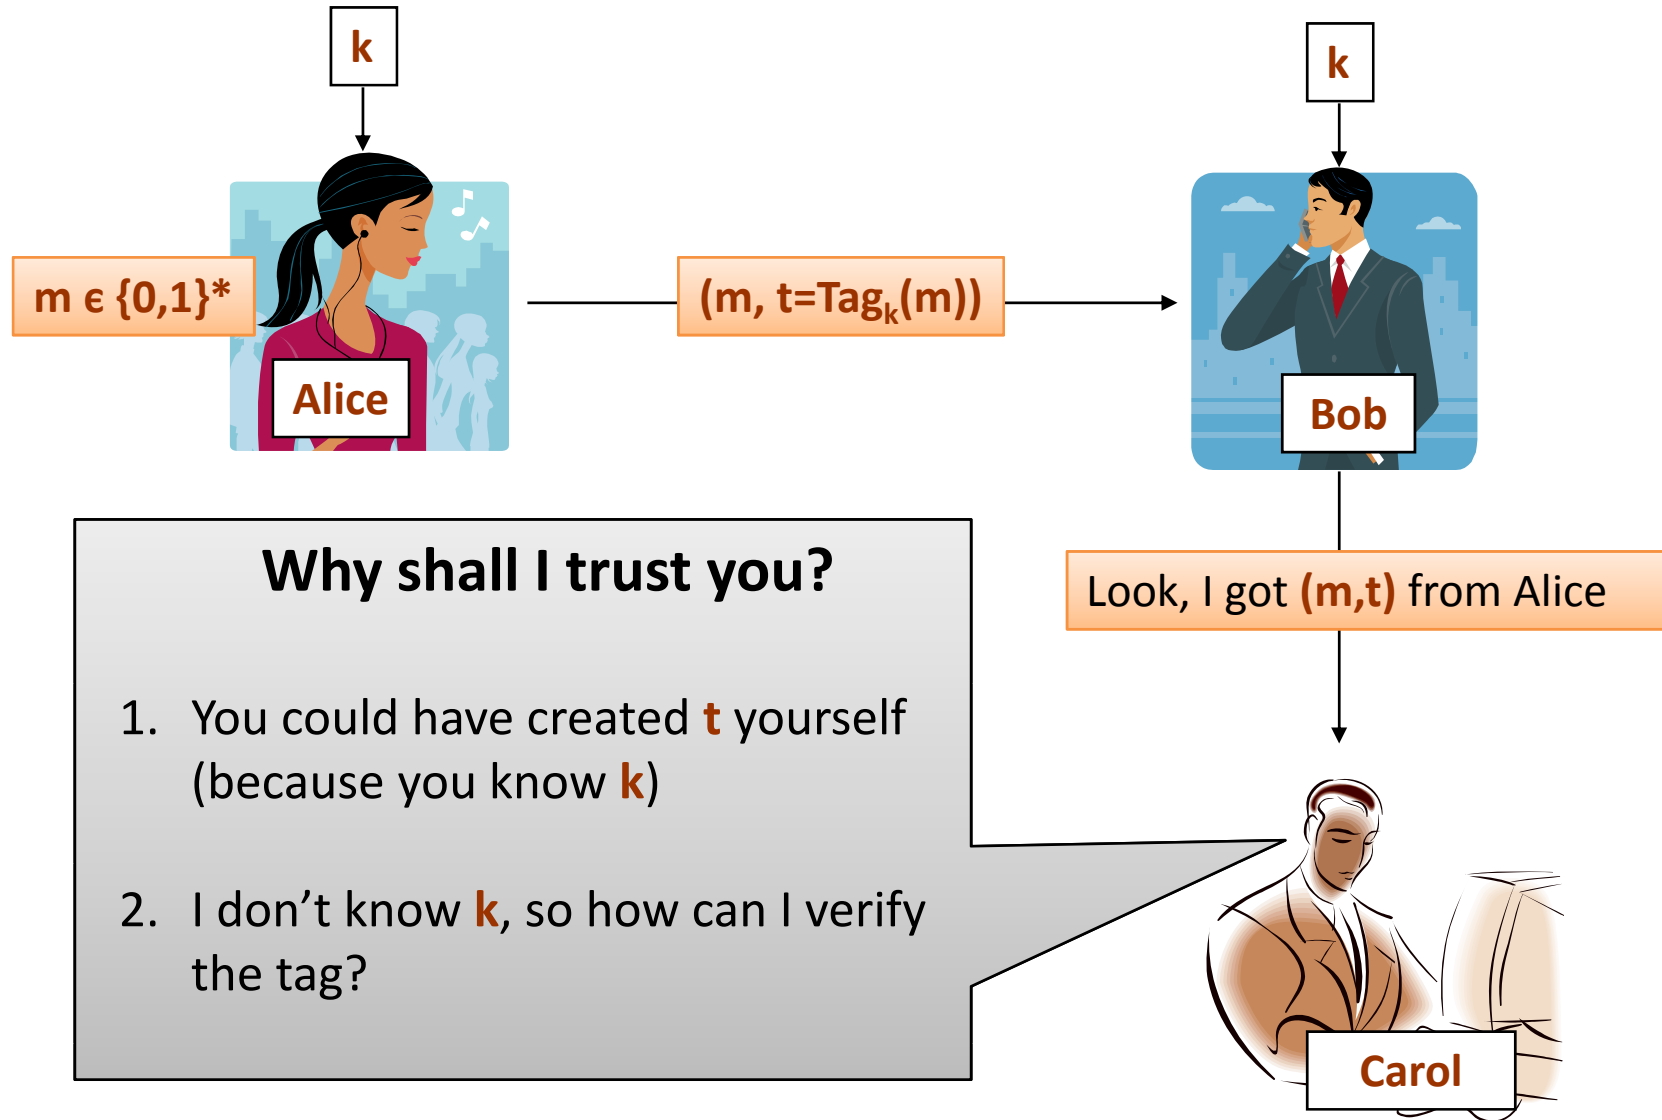 k
k
m ϵ {0,1}*
(m, t=Tagₖ(m))
Alice
Bob
Why shall I trust you?
Look, I got (m,t) from Alice
1. You could have created t yourself
(because you know k)
2. I don’t know k, so how can I verify
the tag?
Carol